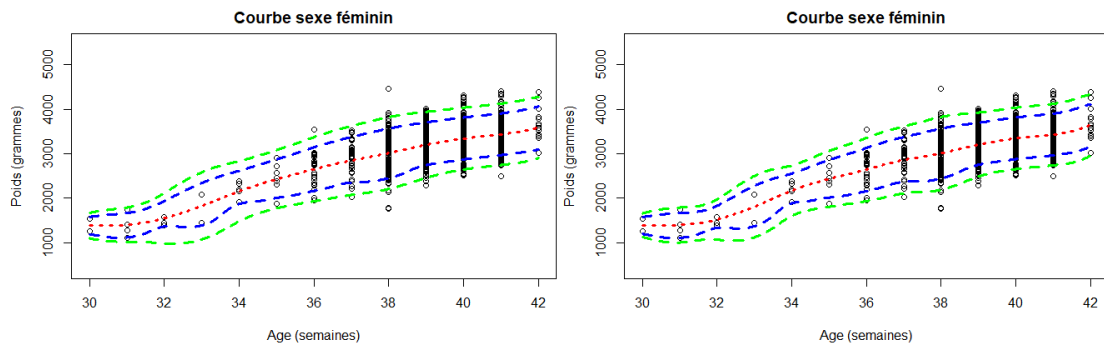 Courbe sexe féminin
Poids (grammes)
5000
4000
3000
2000
1000
30 32 34 36 38 40 42
Age (semaines)
Courbe sexe féminin
Poids (grammes)
5000
4000
3000
2000
1000
30 32 34 36 38 40 42
Age (semaines)